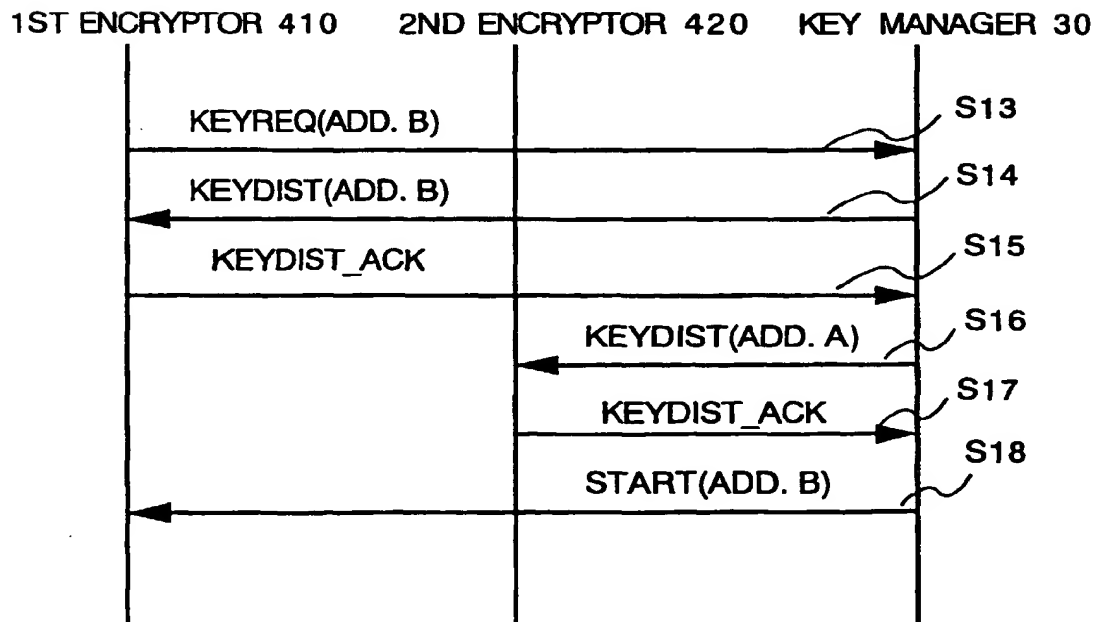 1ST ENCRYPTOR 410 2ND ENCRYPTOR 420 KEY MANAGER 30
KEYREQ(ADD. B) S13
KEYDIST(ADD. B) S14
KEYDIST_ACK S15
KEYDIST(ADD. A) S16
KEYDIST_ACK S17
START(ADD. B) S18